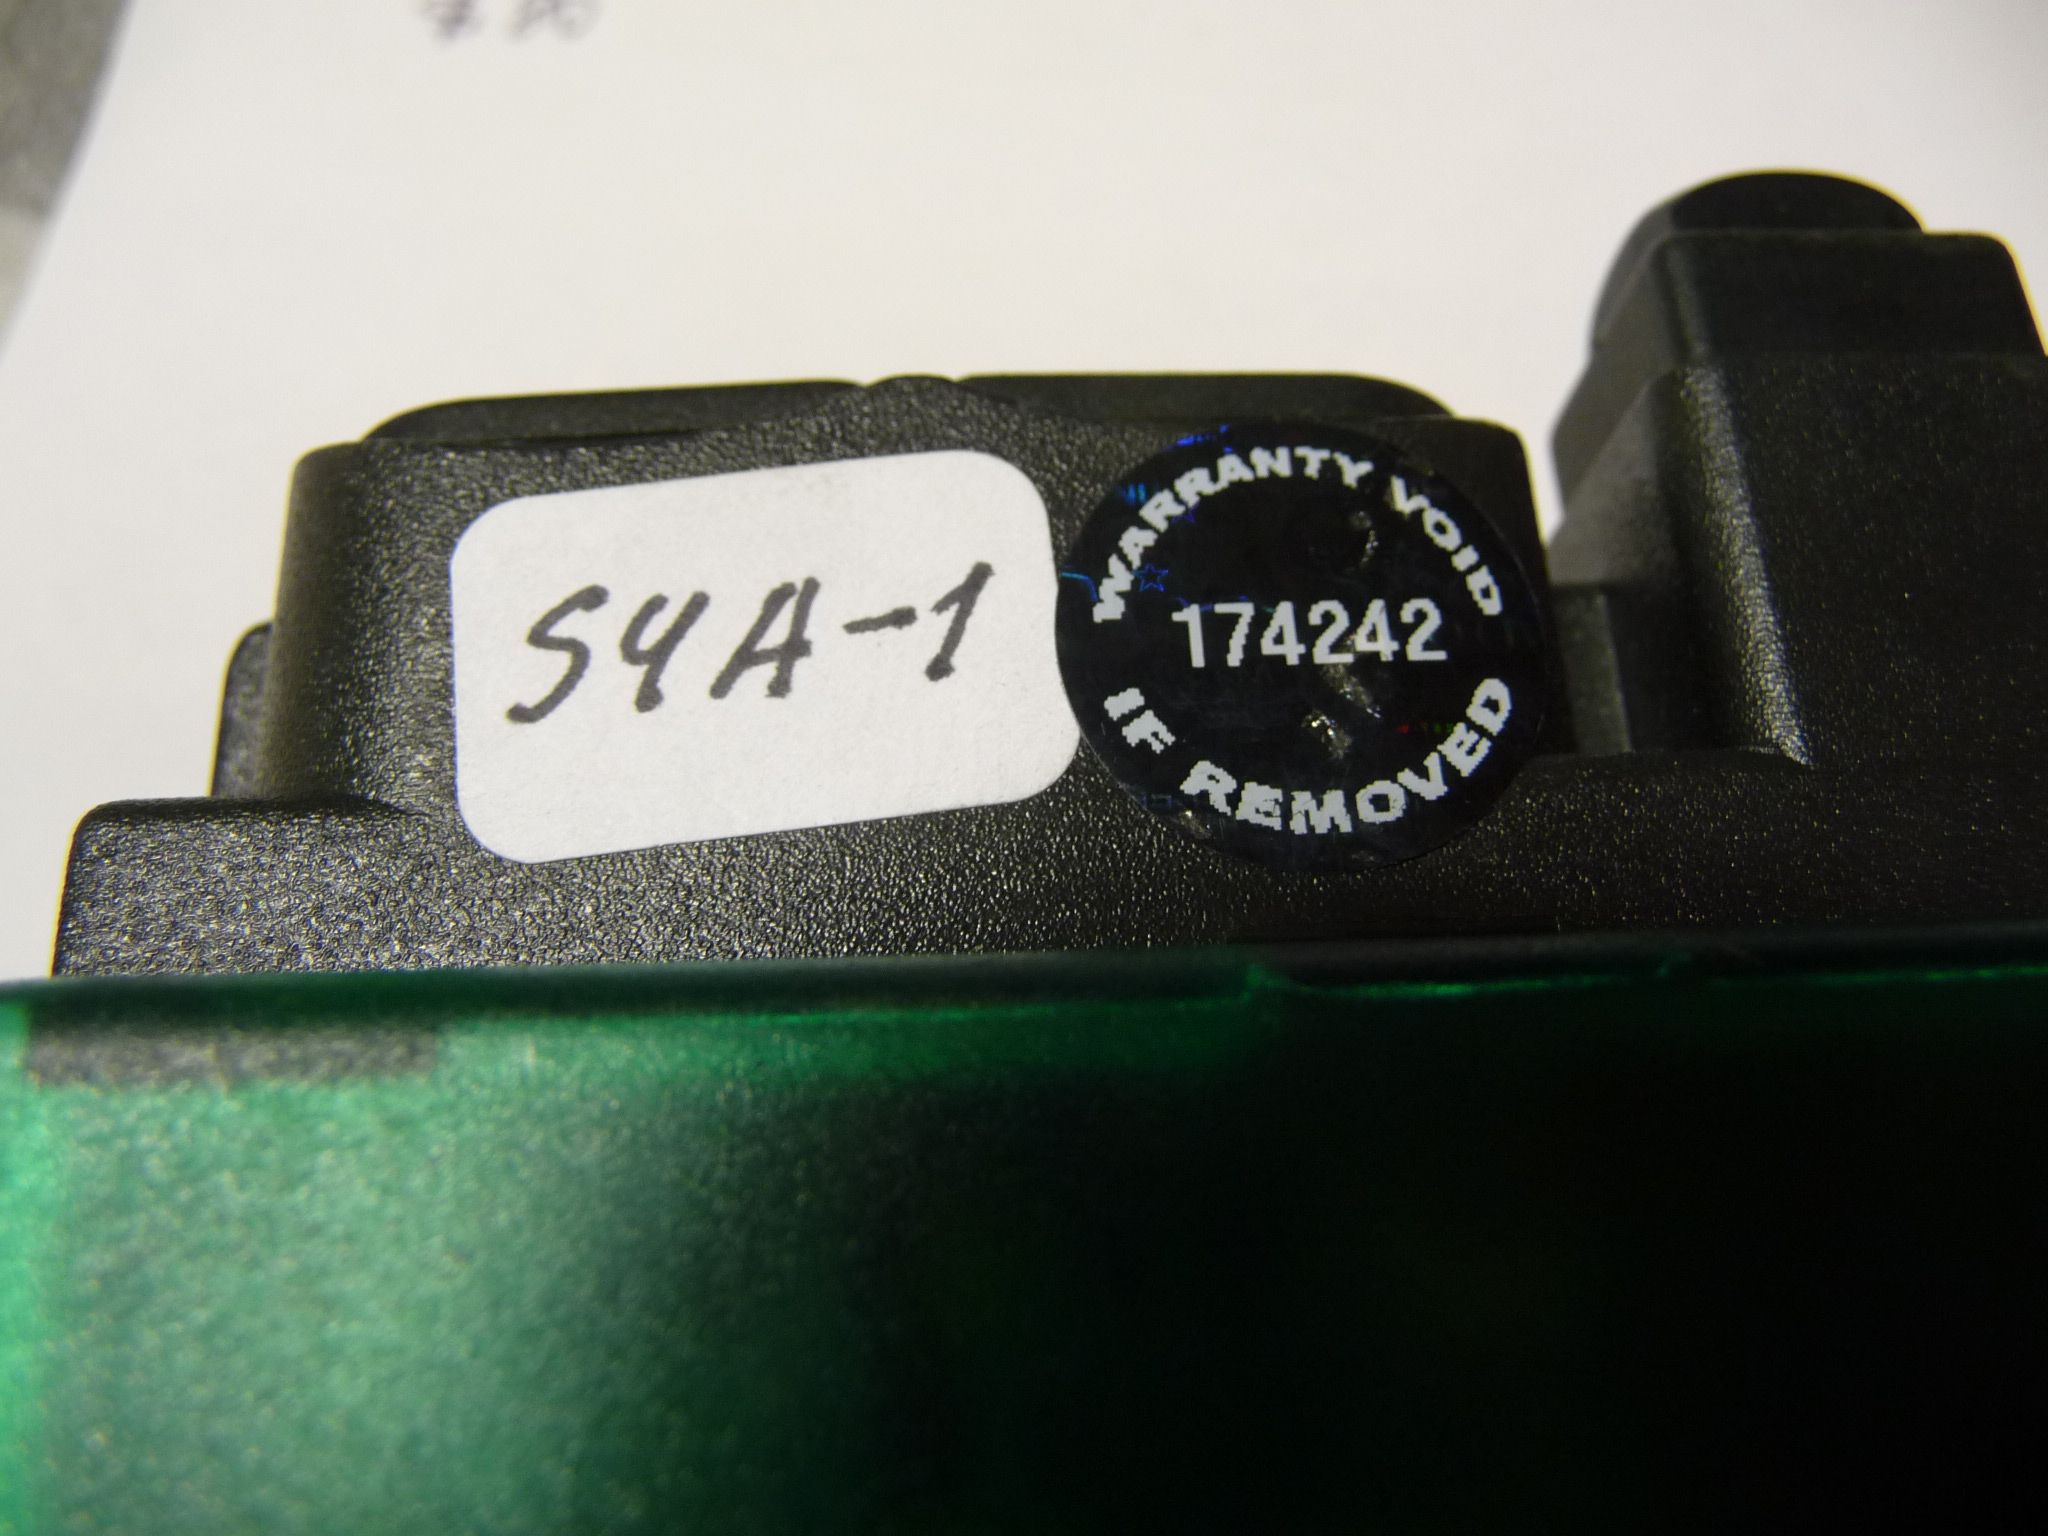 S4A-1
WARRANTY VOID
174242
IF REMOVED